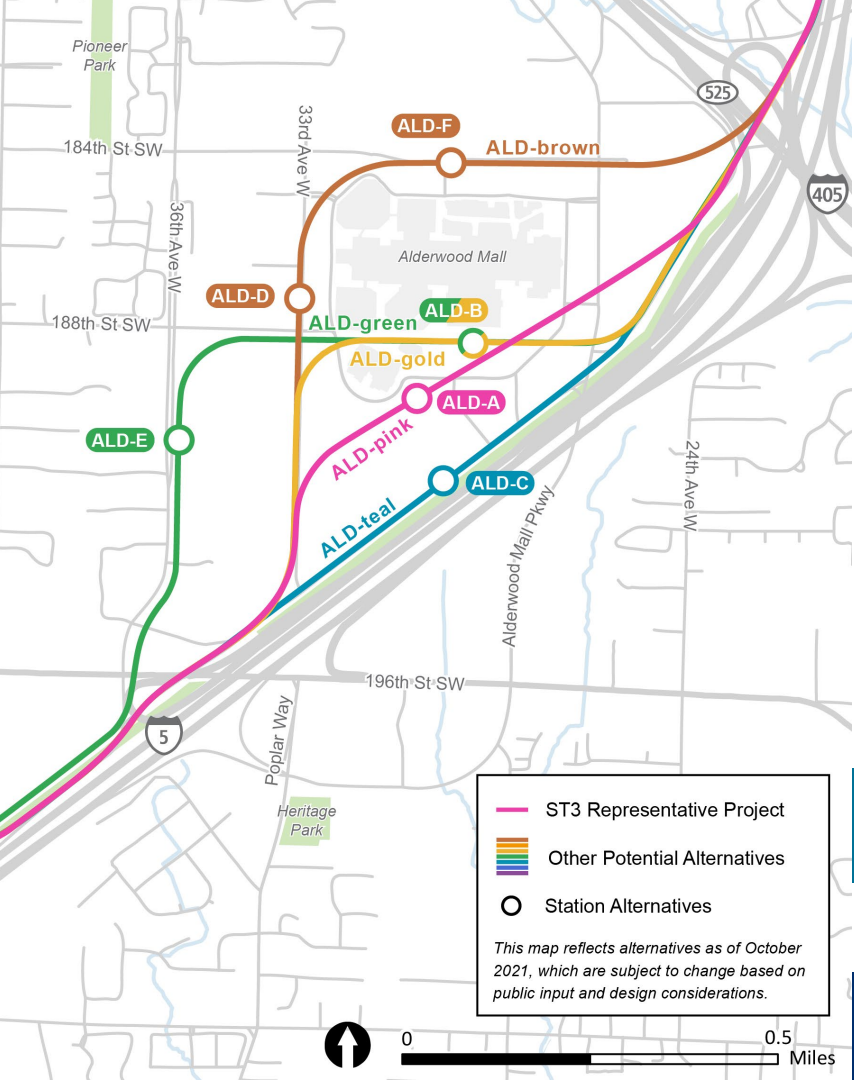 Pioneer
Park
525
ALD-F
33rd Ave W
184th St SW
ALD-brown
405
36th Ave W
Alderwood Mall
ALD-D
ALD-B
188th St SW
ALD-green
ALD-gold
ALD-A
ALD-pink
ALD-E
24th Ave W
ALD-C
ALD-teal
Alderwood Mall Pkwy
196th St SW
5
Poplar Way
Heritage
Park
ST3 Representative Project
Other Potential Alternatives
Station Alternatives
This map reflects alternatives as of October
2021, which are subject to change based on
public input and design considerations.
0
0.5
Miles